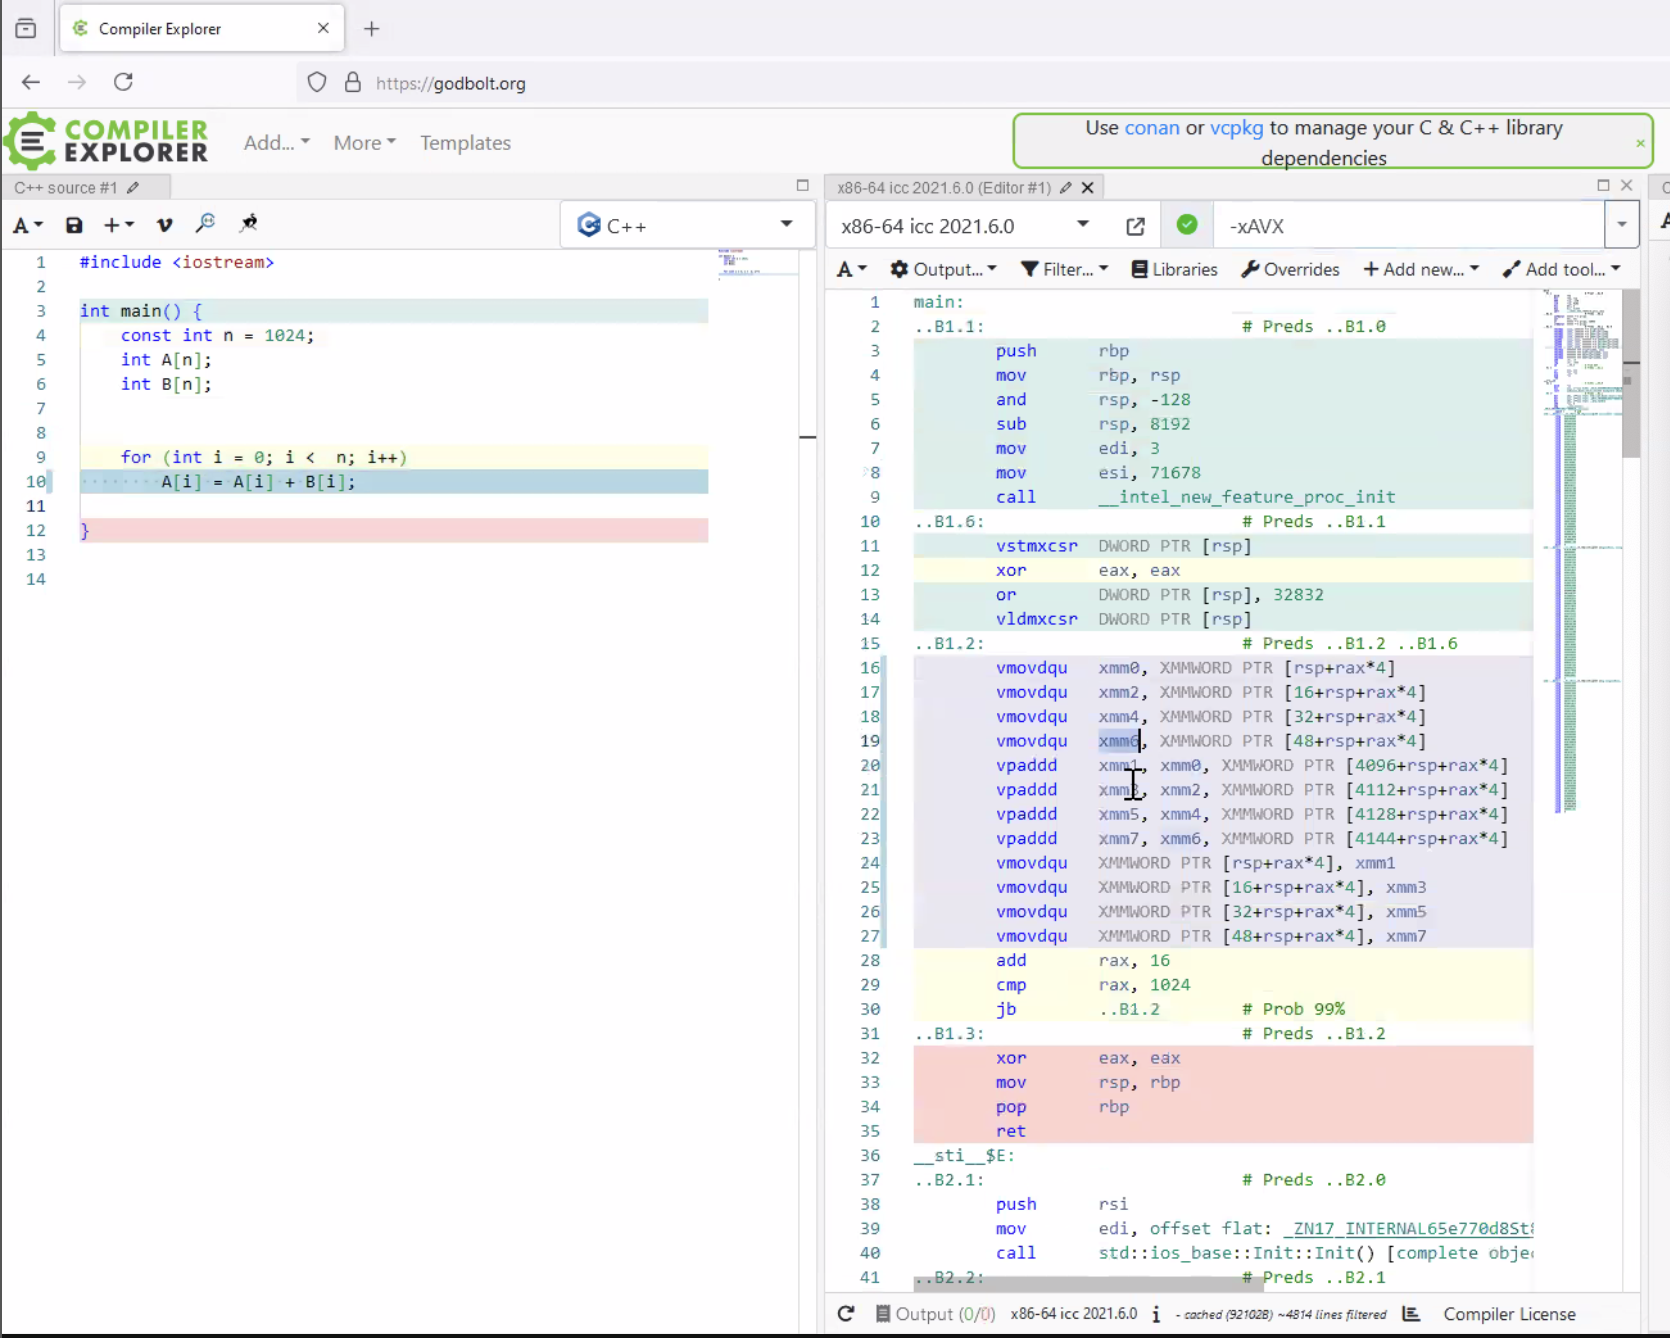 Compiler Explorer
https://godbolt.org
COMPILER EXPLORER
Add...
More
Templates
Use conan or vcpkg to manage your C & C++ library dependencies
C++ source #1
A
C++
1 #include <iostream>
2
3 int main() {
4 const int n = 1024;
5 int A[n];
6 int B[n];
7
8
9 for (int i = 0; i <  n; i++)
10 ········A[i] = A[i] + B[i];
11
12 }
13
14
x86-64 icc 2021.6.0 (Editor #1)
x86-64 icc 2021.6.0
-xAVX
A
Output...
Filter...
Libraries
Overrides
+ Add new...
Add tool...
1 main:
2 ..B1.1: # Preds ..B1.0
3 push rbp
4 mov rbp, rsp
5 and rsp, -128
6 sub rsp, 8192
7 mov edi, 3
8 mov esi, 71678
9 call __intel_new_feature_proc_init
10 ..B1.6: # Preds ..B1.1
11 vstmxcsr DWORD PTR [rsp]
12 xor eax, eax
13 or DWORD PTR [rsp], 32832
14 vldmxcsr DWORD PTR [rsp]
15 ..B1.2: # Preds ..B1.2 ..B1.6
16 vmovdqu xmm0, XMMWORD PTR [rsp+rax*4]
17 vmovdqu xmm2, XMMWORD PTR [16+rsp+rax*4]
18 vmovdqu xmm4, XMMWORD PTR [32+rsp+rax*4]
19 vmovdqu xmm6, XMMWORD PTR [48+rsp+rax*4]
20 vpaddd xmm1, xmm0, XMMWORD PTR [4096+rsp+rax*4]
21 vpaddd xmm3, xmm2, XMMWORD PTR [4112+rsp+rax*4]
22 vpaddd xmm5, xmm4, XMMWORD PTR [4128+rsp+rax*4]
23 vpaddd xmm7, xmm6, XMMWORD PTR [4144+rsp+rax*4]
24 vmovdqu XMMWORD PTR [rsp+rax*4], xmm1
25 vmovdqu XMMWORD PTR [16+rsp+rax*4], xmm3
26 vmovdqu XMMWORD PTR [32+rsp+rax*4], xmm5
27 vmovdqu XMMWORD PTR [48+rsp+rax*4], xmm7
28 add rax, 16
29 cmp rax, 1024
30 jb ..B1.2 # Prob 99%
31 ..B1.3: # Preds ..B1.2
32 xor eax, eax
33 mov rsp, rbp
34 pop rbp
35 ret
36 __sti__$E:
37 ..B2.1: # Preds ..B2.0
38 push rsi
39 mov edi, offset flat: _ZN17_INTERNAL65e770d8St
40 call std::ios_base::Init::Init() [complete obje
41 ..B2.2: # Preds ..B2.1
Output (0/0) x86-64 icc 2021.6.0 i - cached (92102B) ~4814 lines filtered Compiler License